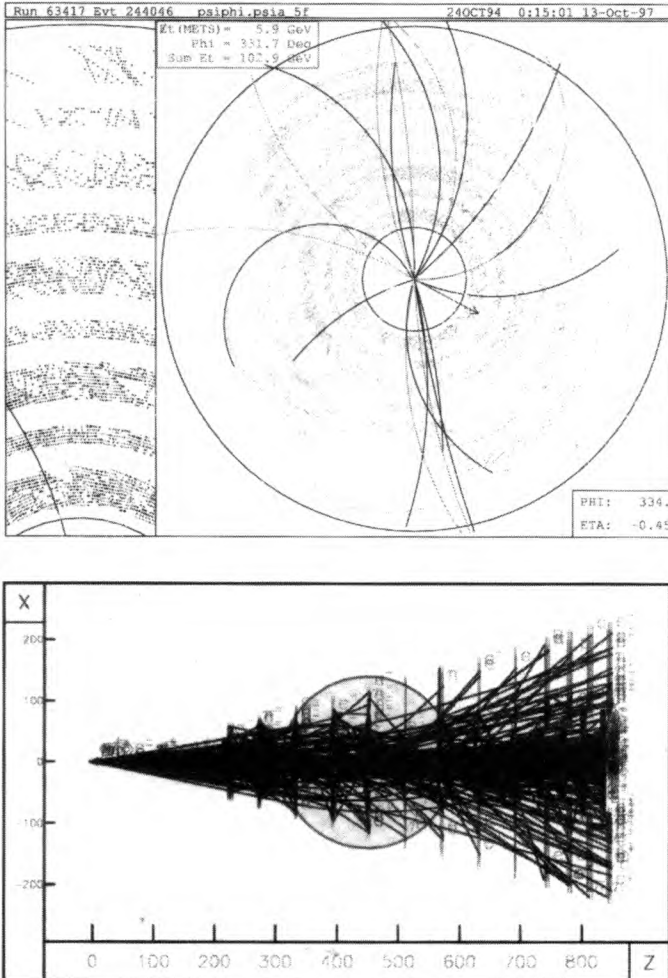 Run 63417 Evt 244046 psiphi.psia_5f 24OCT94 0:15:01 13-Oct-97
Et(METS)= 5.9 GeV
Phi = 331.7 Deg
Sum Et = 102.9 GeV
PHI: 334.
ETA: -0.45
X
200
100
0
-100
-200
0 100 200 300 400 500 600 700 800 Z